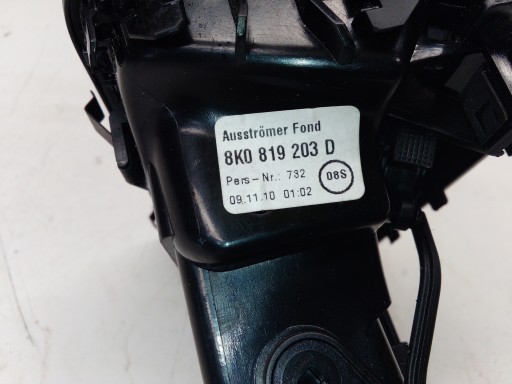 Ausströmer Fond
8K0 819 203 D
Pers-Nr.: 732
08S
09.11.10 01:02